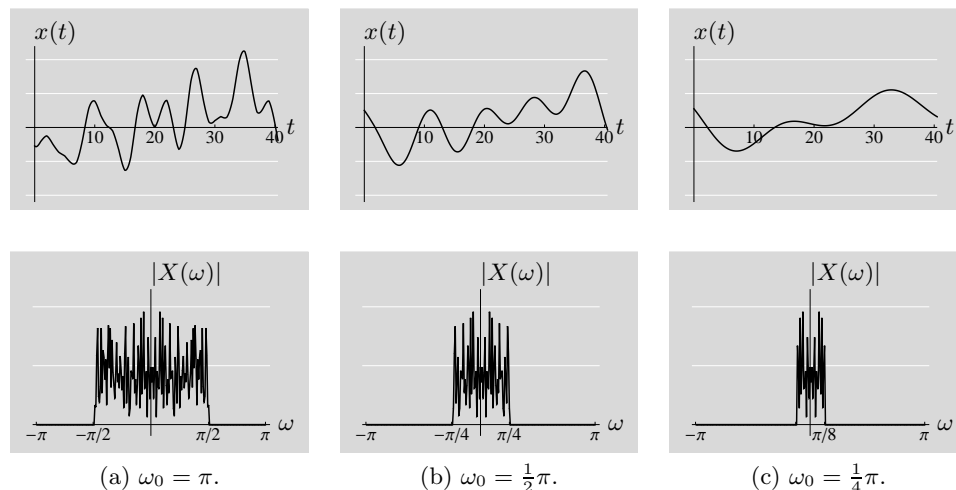 x(t) x(t) x(t)
10 20 30 40 t 10 20 30 40 t 10 20 30 40 t
|X(ω)| |X(ω)| |X(ω)|
−π −π/2 π/2 π ω −π −π/4 π/4 π ω −π π/8 π ω
(a) ω₀ = π. (b) ω₀ = ½π. (c) ω₀ = ¼π.